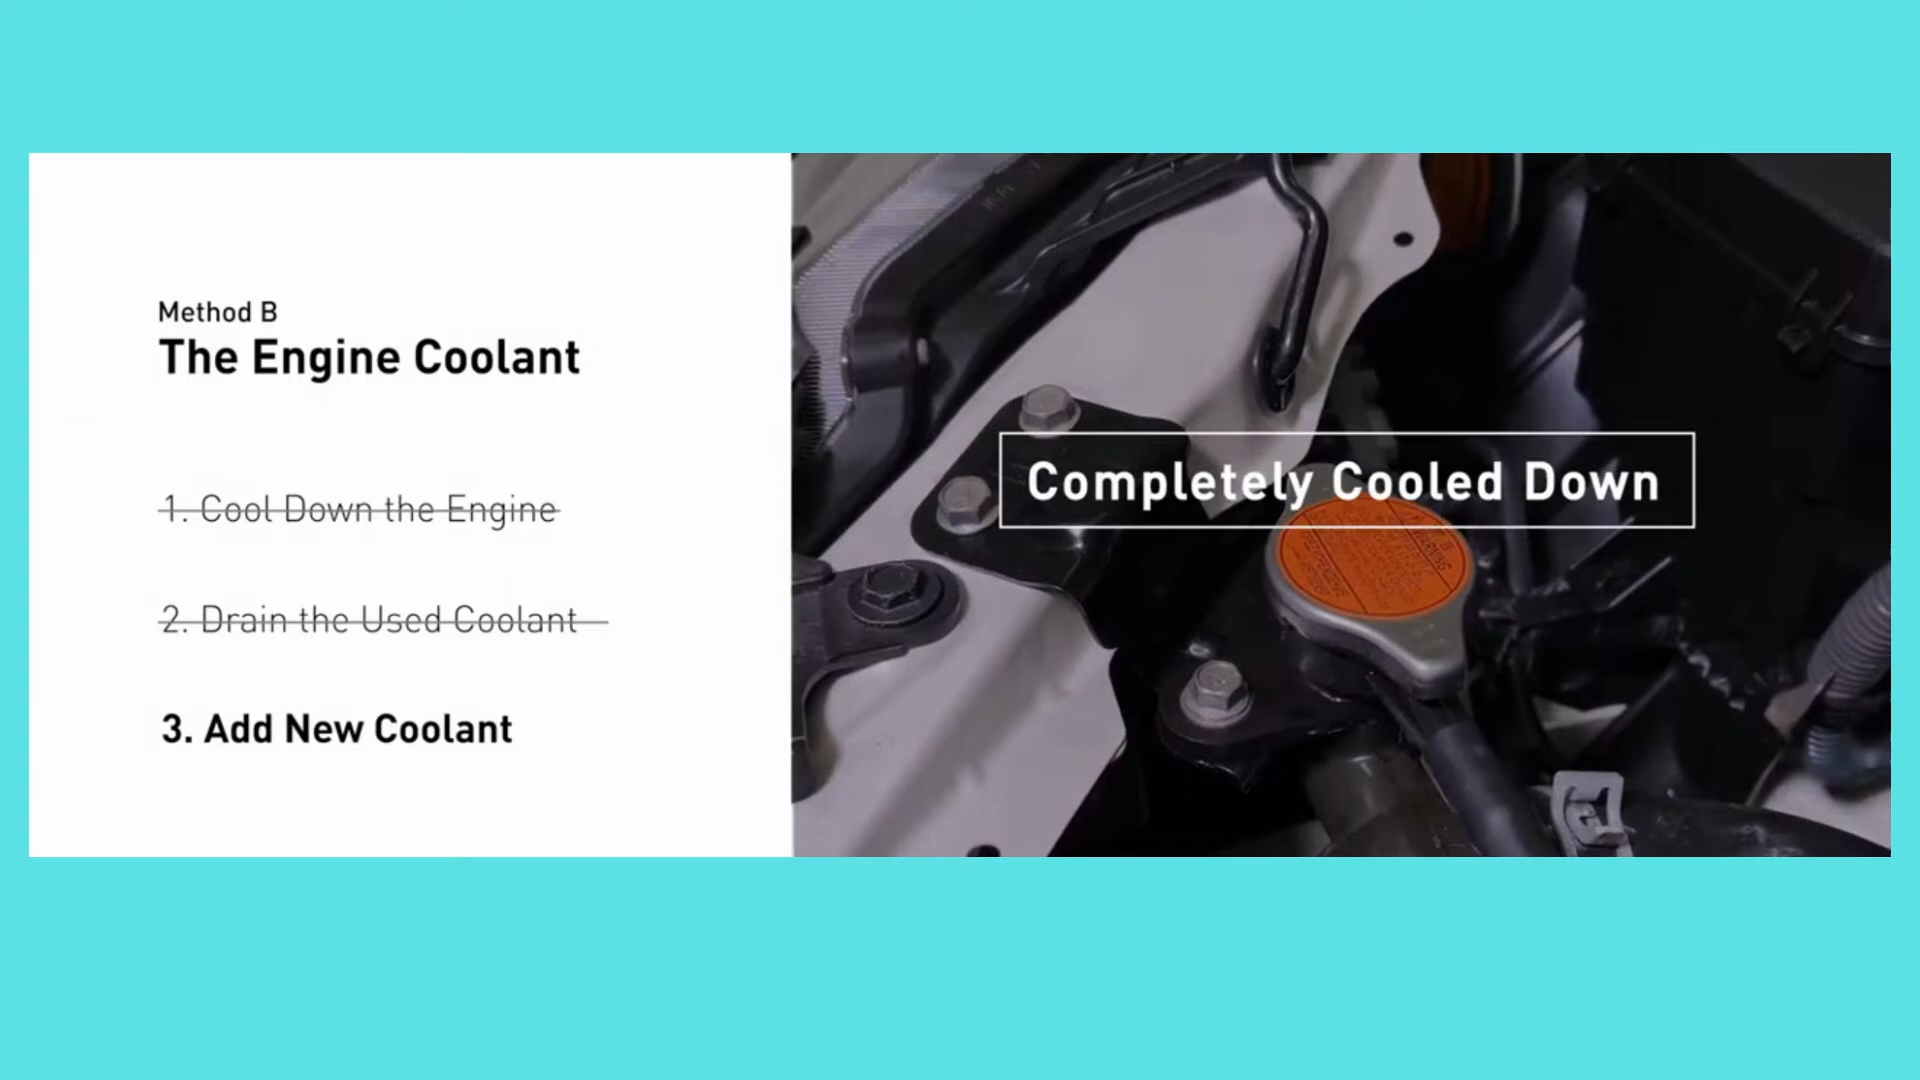 Method B
The Engine Coolant
1. Cool Down the Engine
2. Drain the Used Coolant
3. Add New Coolant
Completely Cooled Down
WARNING